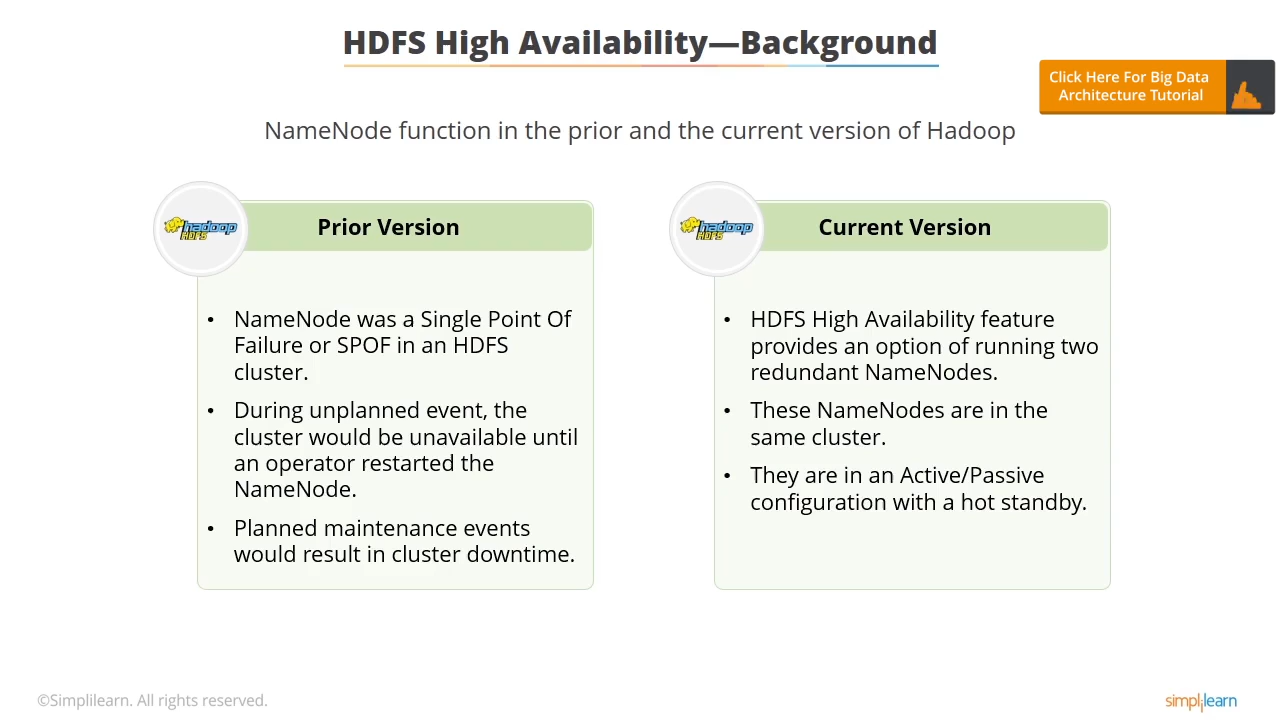 HDFS High Availability—Background
Click Here For Big Data
Architecture Tutorial
NameNode function in the prior and the current version of Hadoop
hadoop
HDFS
Prior Version
• NameNode was a Single Point Of
Failure or SPOF in an HDFS
cluster.
• During unplanned event, the
cluster would be unavailable until
an operator restarted the
NameNode.
• Planned maintenance events
would result in cluster downtime.
hadoop
HDFS
Current Version
• HDFS High Availability feature
provides an option of running two
redundant NameNodes.
• These NameNodes are in the
same cluster.
• They are in an Active/Passive
configuration with a hot standby.
©Simplilearn. All rights reserved.
simplilearn